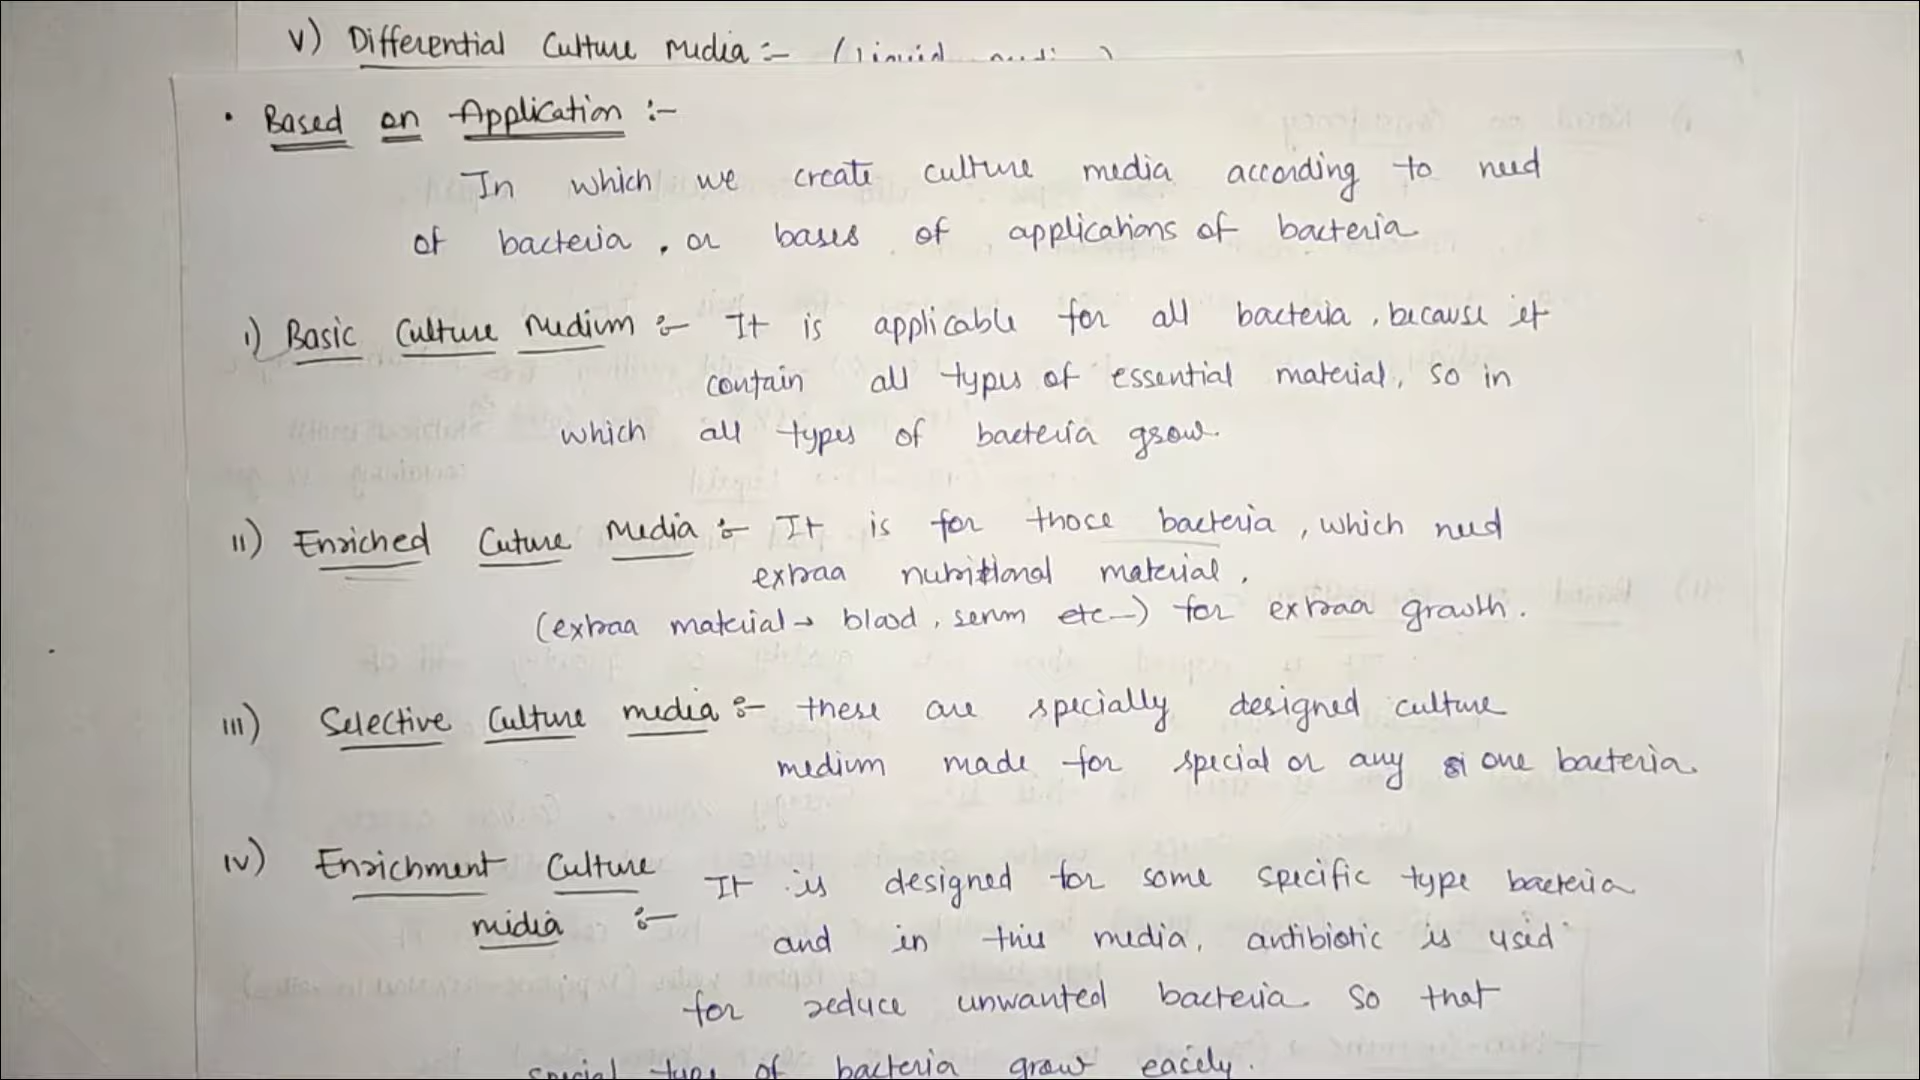 v) Differential Culture media :-
• Based on Application :-
In which we create culture media according to need
of bacteria , or bases of applications of bacteria
i) Basic Culture Medium :- It is applicable for all bacteria , because it
contain all types of essential material, so in
which all types of bacteria grow.
ii) Enriched Cuture Media :- It is for those bacteria , which need
extraa nutritional material ,
(extraa material → blood , serum etc—) for extraa growth .
iii) Selective Culture media :- these are specially designed culture
medium made for special or any one bacteria.
iv) Enrichment Culture
midia :- It is designed for some specific type bacteria
and in this media, antibiotic is used
for reduce unwanted bacteria so that
special type of bacteria grow easily .